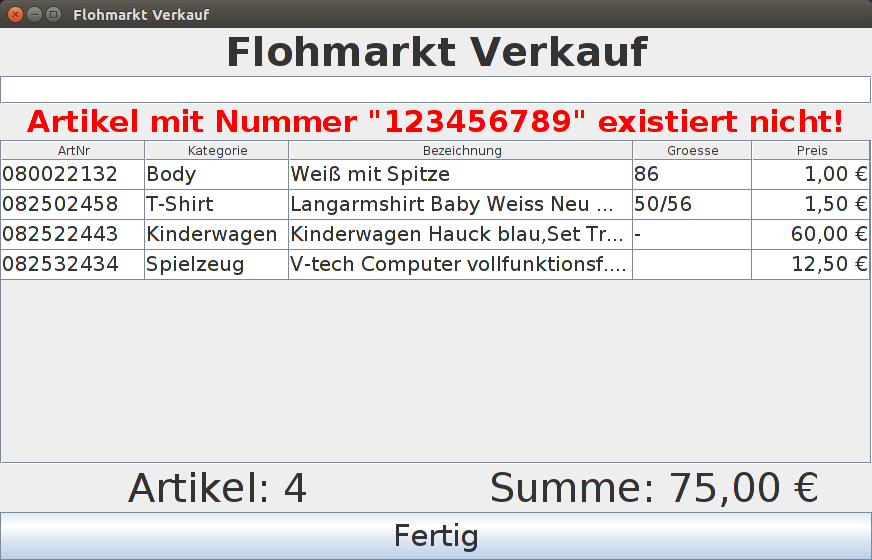 Flohmarkt Verkauf
Flohmarkt Verkauf
Artikel mit Nummer "123456789" existiert nicht!
ArtNr Kategorie Bezeichnung Groesse Preis
080022132 Body Weiß mit Spitze 86 1,00 €
082502458 T-Shirt Langarmshirt Baby Weiss Neu ... 50/56 1,50 €
082522443 Kinderwagen Kinderwagen Hauck blau,Set Tr... - 60,00 €
082532434 Spielzeug V-tech Computer vollfunktionsf.... 12,50 €
Artikel: 4 Summe: 75,00 €
Fertig